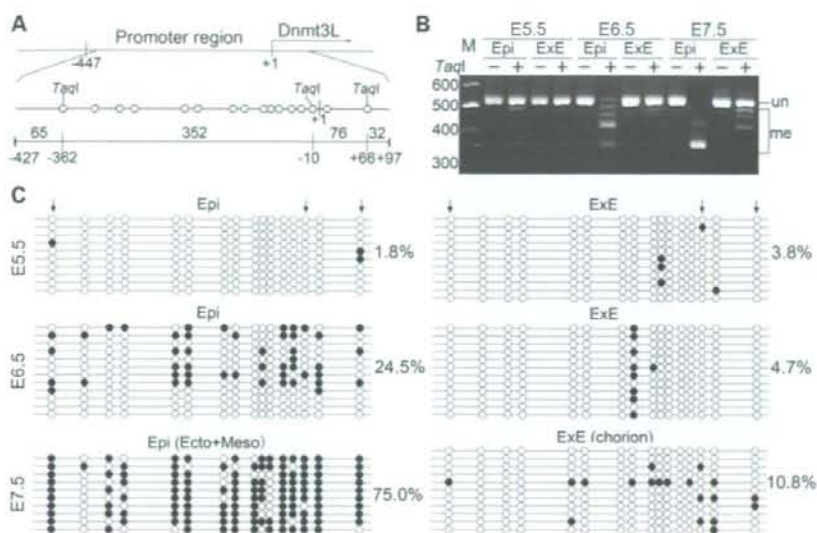 A
Promoter region
Dnmt3L
-447
+1
TaqI
TaqI
TaqI
+1
65
352
76
32
-427
-362
-10
+66
+97
B
E5.5
E6.5
E7.5
M
Epi
ExE
Epi
ExE
Epi
ExE
TaqI
− + − + − + − + − + − +
600
500
400
300
un
me
C
Epi
ExE
E5.5
1.8%
3.8%
Epi
ExE
E6.5
24.5%
4.7%
Epi (Ecto+Meso)
ExE (chorion)
E7.5
75.0%
10.8%